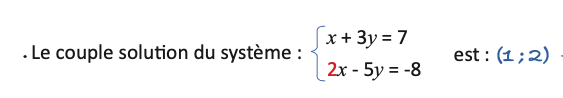 x + 3y = 7
. Le couple solution du système : est : (1 ; 2)
2x - 5y = -8